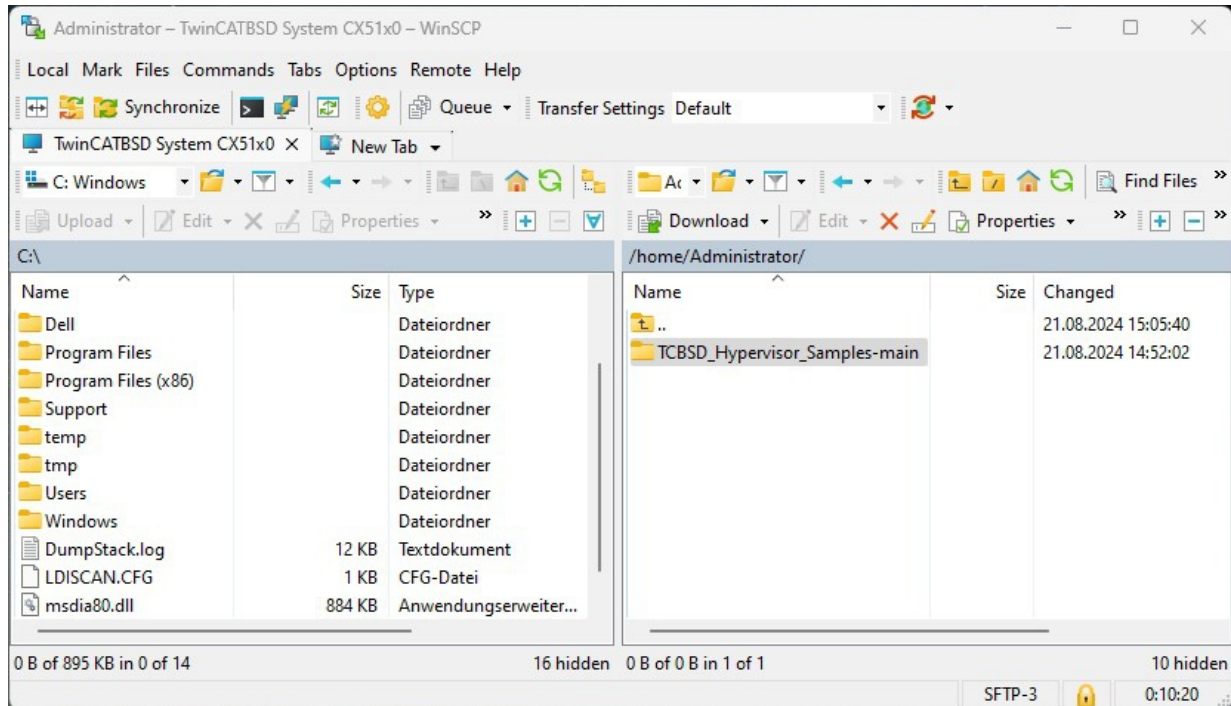 Administrator – TwinCATBSD System CX51x0 – WinSCP
Local Mark Files Commands Tabs Options Remote Help
Synchronize Queue Transfer Settings Default
TwinCATBSD System CX51x0 New Tab
C: Windows
Upload Edit Properties »
C:\
Name Size Type
Dell Dateiordner
Program Files Dateiordner
Program Files (x86) Dateiordner
Support Dateiordner
temp Dateiordner
tmp Dateiordner
Users Dateiordner
Windows Dateiordner
DumpStack.log 12 KB Textdokument
LDISCAN.CFG 1 KB CFG-Datei
msdia80.dll 884 KB Anwendungserweiter...
0 B of 895 KB in 0 of 14 16 hidden
Find Files »
Download Edit Properties » »
/home/Administrator/
Name Size Changed
.. 21.08.2024 15:05:40
TCBSD_Hypervisor_Samples-main 21.08.2024 14:52:02
0 B of 0 B in 1 of 1 10 hidden
SFTP-3 0:10:20